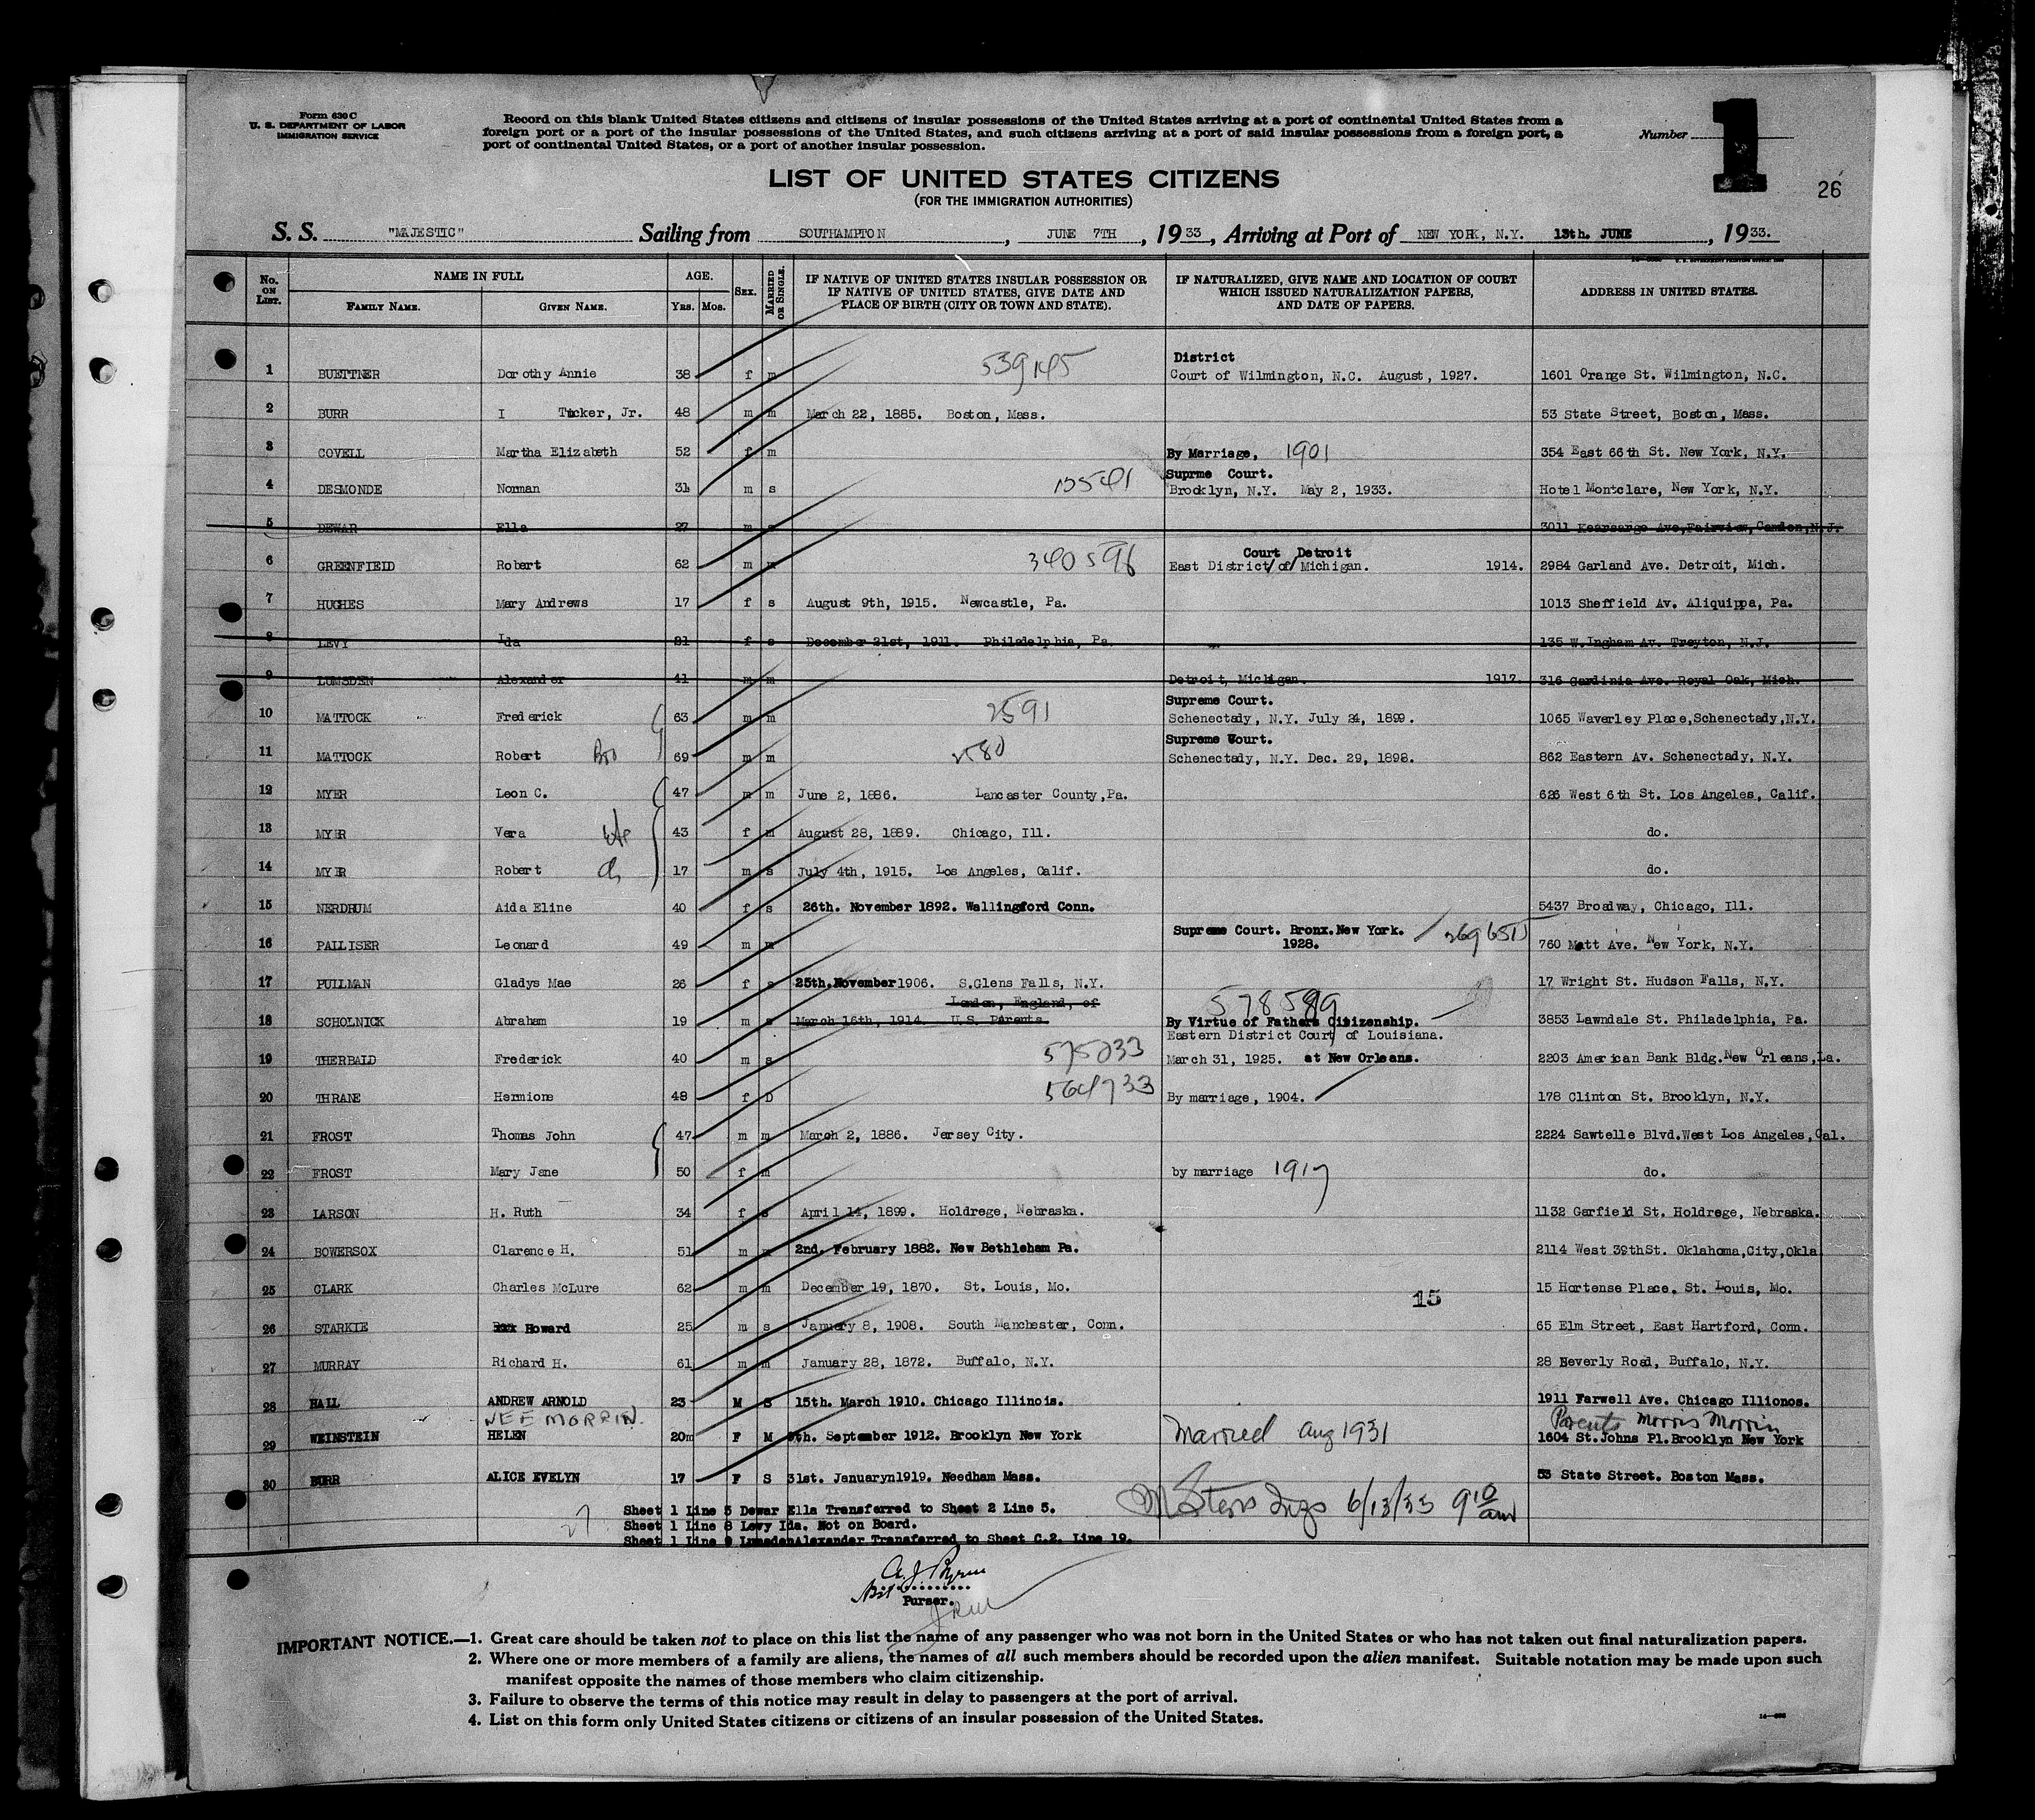 Form 630 C
U. S. DEPARTMENT OF LABOR
IMMIGRATION SERVICE
Record on this blank United States citizens and citizens of insular possessions of the United States arriving at a port of continental United States from a
foreign port or a port of the insular possessions of the United States, and such citizens arriving at a port of said insular possessions from a foreign port, a
port of continental United States, or a port of another insular possession.
Number 1
26
LIST OF UNITED STATES CITIZENS
(FOR THE IMMIGRATION AUTHORITIES)
S. S. "MAJESTIC" Sailing from SOUTHAMPTON, JUNE 7TH, 1933, Arriving at Port of NEW YORK, N.Y. 13th. JUNE, 1933.
No. ON LIST. NAME IN FULL FAMILY NAME. GIVEN NAME. AGE. YRS. MOS. SEX. MARRIED OR SINGLE. IF NATIVE OF UNITED STATES INSULAR POSSESSION OR IF NATIVE OF UNITED STATES, GIVE DATE AND PLACE OF BIRTH (CITY OR TOWN AND STATE). IF NATURALIZED, GIVE NAME AND LOCATION OF COURT WHICH ISSUED NATURALIZATION PAPERS, AND DATE OF PAPERS. ADDRESS IN UNITED STATES.
District
1 BUETTNER Dorothy Annie 38 f m 539145 Court of Wilmington, N.C. August, 1927. 1601 Orange St. Wilmington, N.C.
2 BURR I Tucker, Jr. 48 m m March 22, 1885. Boston, Mass. 53 State Street, Boston, Mass.
3 COVELL Martha Elizabeth 52 f m By Marriage, 1901 354 East 66th St. New York, N.Y.
Suprme Court.
4 DESMONDE Norman 31 m s Brooklyn, N.Y. May 2, 1933. Hotel Montclare, New York, N.Y.
5 DEWAR Ella 27 m s 3011 Kearsarge Ave,Fairview,Camden,N.J.
Court Detroit
6 GREENFIEID Robert 62 m m 340596 East District/of/Michigan. 1914. 2984 Garland Ave. Detroit, Mich.
7 HUGHES Mary Andrews 17 f s August 9th, 1915. Newcastle, Pa. 1013 Sheffield Av. Aliquippa, Pa.
8 LEVY Ida 21 f s December 21st, 1911. Philadelphia, Pa. 135 W.Ingham Av. Treyton, N.J.
9 LUMSDEN Alexander 41 m m Detroit, Michigan. 1917. 316 Gardinia Ave. Royal Oak, Mich.
Supreme Court.
10 MATTOCK Frederick 63 m m 2591 Schenectady, N.Y. July 24, 1899. 1065 Waverley Place,Schenectady,N.Y.
Supreme Court.
11 MATTOCK Robert Bro 69 m m Schenectady, N.Y. Dec. 29, 1898. 862 Eastern Av. Schenectady, N.Y.
12 MYER Leon C. 47 m m June 2, 1886. Lancaster County,Pa. 626 West 6th St. Los Angeles, Calif.
13 MYER Vera wife 43 f m August 28, 1889. Chicago, Ill. do.
14 MYER Robert ch 17 m s July 4th, 1915. Los Angeles, Calif. do.
15 NERDRUM Aida Eline 40 f s 26th. November 1892. Wallingford Conn. 5437 Broadway, Chicago, Ill.
Supreme Court. Bronx.New York.
16 PALLISER Leonard 49 m m 1928. 760 Matt Ave. New York, N.Y.
17 PULLMAN Gladys Mae 26 f s 25th.November1906. S.Glens Falls, N.Y. 17 Wright St. Hudson Falls, N.Y.
London, England, of 578589
18 SCHOLNICK Abraham 19 m s March 16th, 1914. U.S. Parents. By Virtue of Fathers Citizenship. 3853 Lawndale St. Philadelphia, Pa.
Eastern District Court of Louisiana.
19 THERBALD Frederick 40 m s 575233 March 31, 1925. at New Orleans. 2203 American Bank Bldg.New Orleans,La.
20 THRANE Hermione 48 f D 564733 By marriage, 1904. 178 Clinton St. Brooklyn, N.Y.
21 FROST Thomas John 47 m m March 2, 1886. Jersey City. 2224 Sawtelle Blvd.West Los Angeles,Cal.
22 FROST Mary Jane 50 f m by marriage 1917 do.
23 LARSON H. Ruth 34 f s April 14, 1899. Holdrege, Nebraska. 1132 Garfield St. Holdrege, Nebraska.
24 BOWERSOX Clarence H. 51 m m 2nd. February 1882. New Bethleham Pa. 2114 West 39thSt. Oklahoma,City,Okla
25 CLARK Charles McLure 62 m m December 19, 1870. St. Louis, Mo. 15 Hortense Place. St. Louis, Mo.
15
26 STARKIE Howard 25 m s January 8, 1908. South Manchester, Conn. 65 Elm Street, East Hartford, Conn.
27 MURRAY Richard H. 61 m m January 28, 1872. Buffalo, N.Y. 28 Beverly Road, Buffalo, N.Y.
28 HALL ANDREW ARNOLD 23 M S 15th. March 1910. Chicago Illinois. 1911 Farwell Ave. Chicago Illionos.
NEE MORRIN. Parents Morris Morrin
29 WEINSTEIN HELEN 20m F M 9th. September 1912. Brooklyn New York Married Aug 1931 1604 St.Johns Pl.Brooklyn New York
30 BURR ALICE EVELYN 17 F S 31st. Januaryn1919. Needham Mass. 53 State Street. Boston Mass.
Sheet 1 Line 5 Dewar Ella Transferred to Sheet 2 Line 5.
Sheet 1 Line 8 Levy Ida. Not on Board.
Sheet 1 Line 9 LumsdenAlexander Transferred to Sheet C.2. Line 19.
27
6/13/33 9 10 am
Purser.
IMPORTANT NOTICE.—1. Great care should be taken not to place on this list the name of any passenger who was not born in the United States or who has not taken out final naturalization papers.
2. Where one or more members of a family are aliens, the names of all such members should be recorded upon the alien manifest. Suitable notation may be made upon such
manifest opposite the names of those members who claim citizenship.
3. Failure to observe the terms of this notice may result in delay to passengers at the port of arrival.
4. List on this form only United States citizens or citizens of an insular possession of the United States.